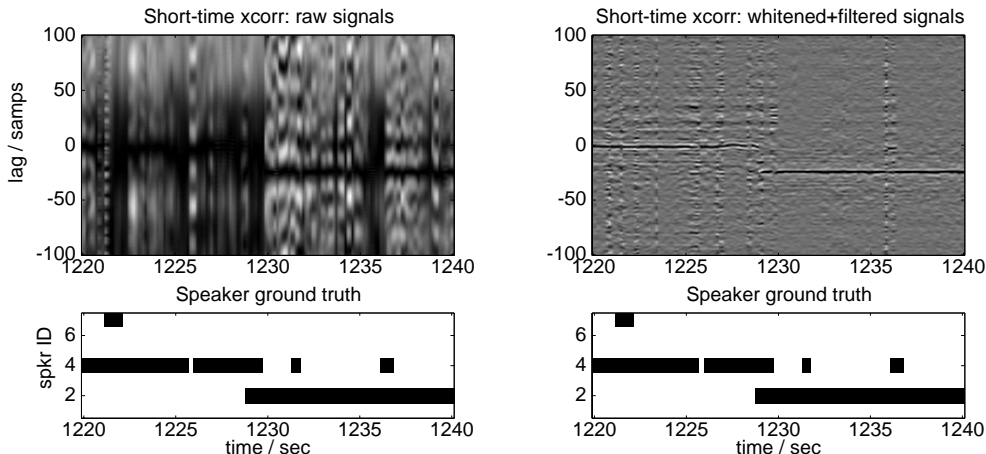 Short-time xcorr: raw signals
100
50
0
-50
-100
lag / samps
1220 1225 1230 1235 1240
Speaker ground truth
6
4
2
spkr ID
1220 1225 1230 1235 1240
time / sec
Short-time xcorr: whitened+filtered signals
100
50
0
-50
-100
1220 1225 1230 1235 1240
Speaker ground truth
6
4
2
1220 1225 1230 1235 1240
time / sec